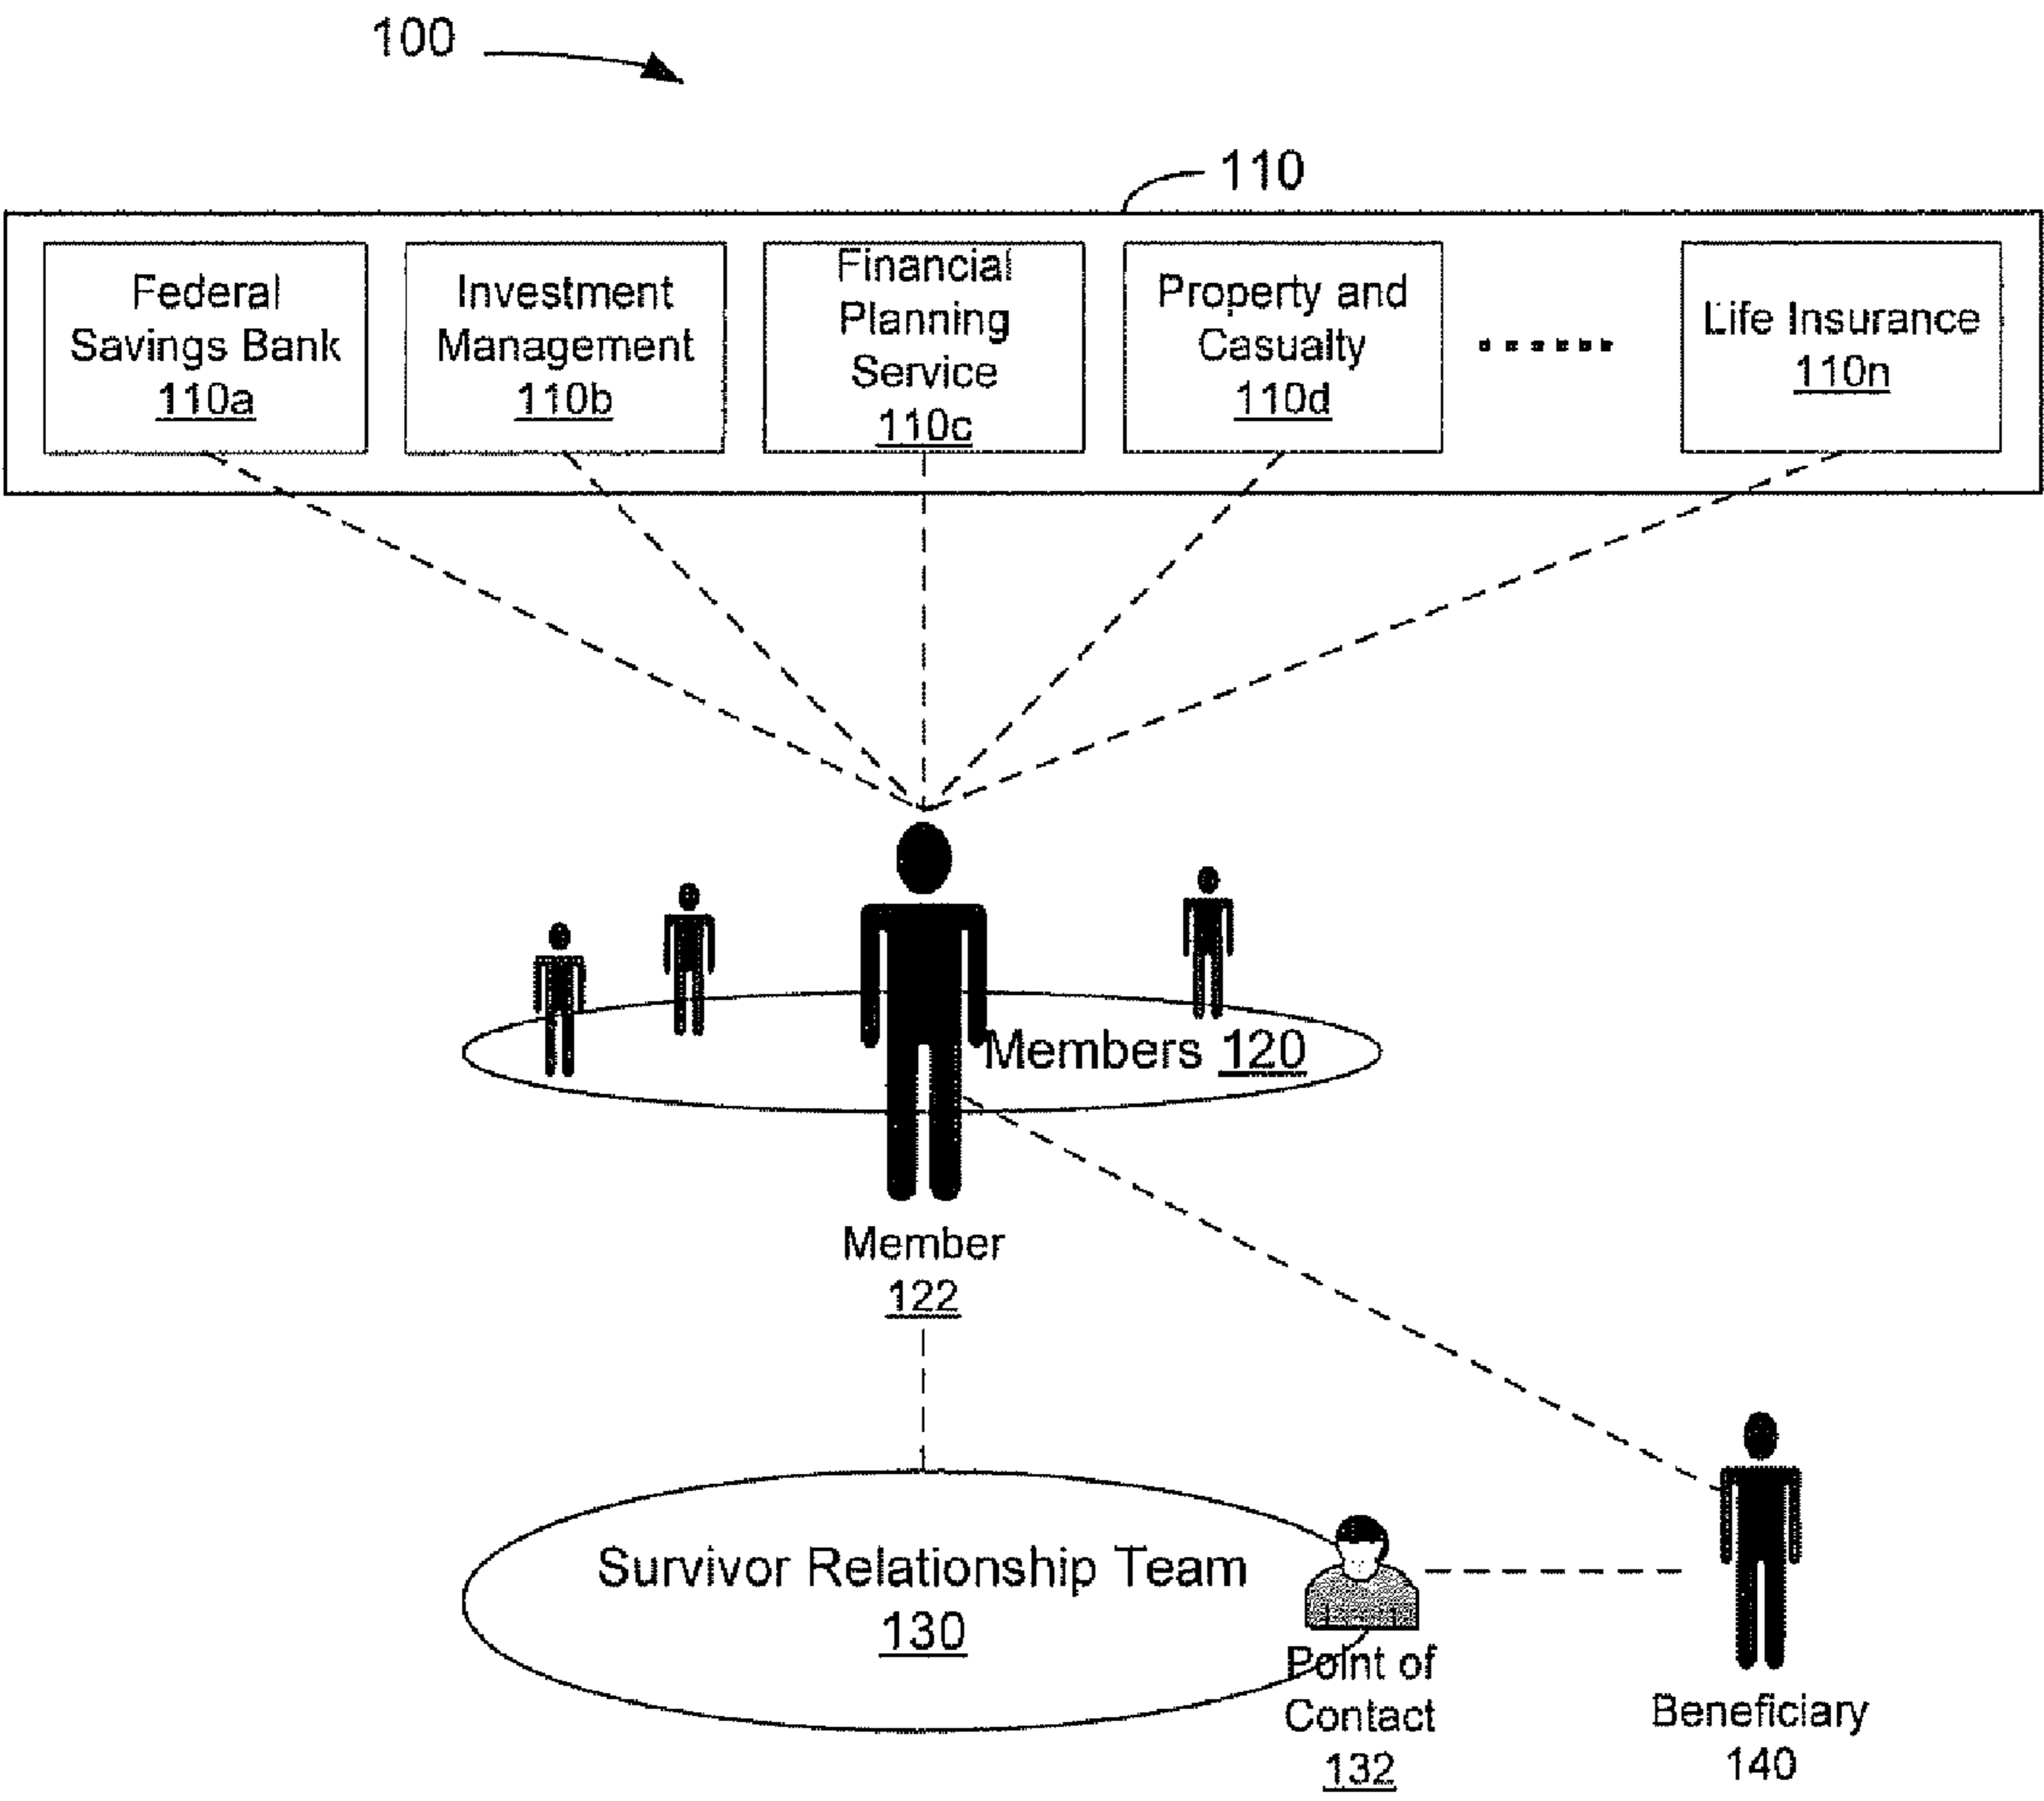 100
110
Federal
Savings Bank
110a
Investment
Management
110b
Financial
Planning
Service
110c
Property and
Casualty
110d
......
Life Insurance
110n
Members 120
Member
122
Survivor Relationship Team
130
Point of
Contact
132
Beneficiary
140